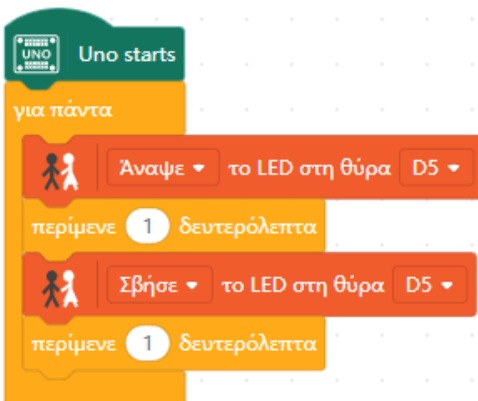 UNO Uno starts
για πάντα
Άναψε το LED στη θύρα D5
περίμενε 1 δευτερόλεπτα
Σβήσε το LED στη θύρα D5
περίμενε 1 δευτερόλεπτα